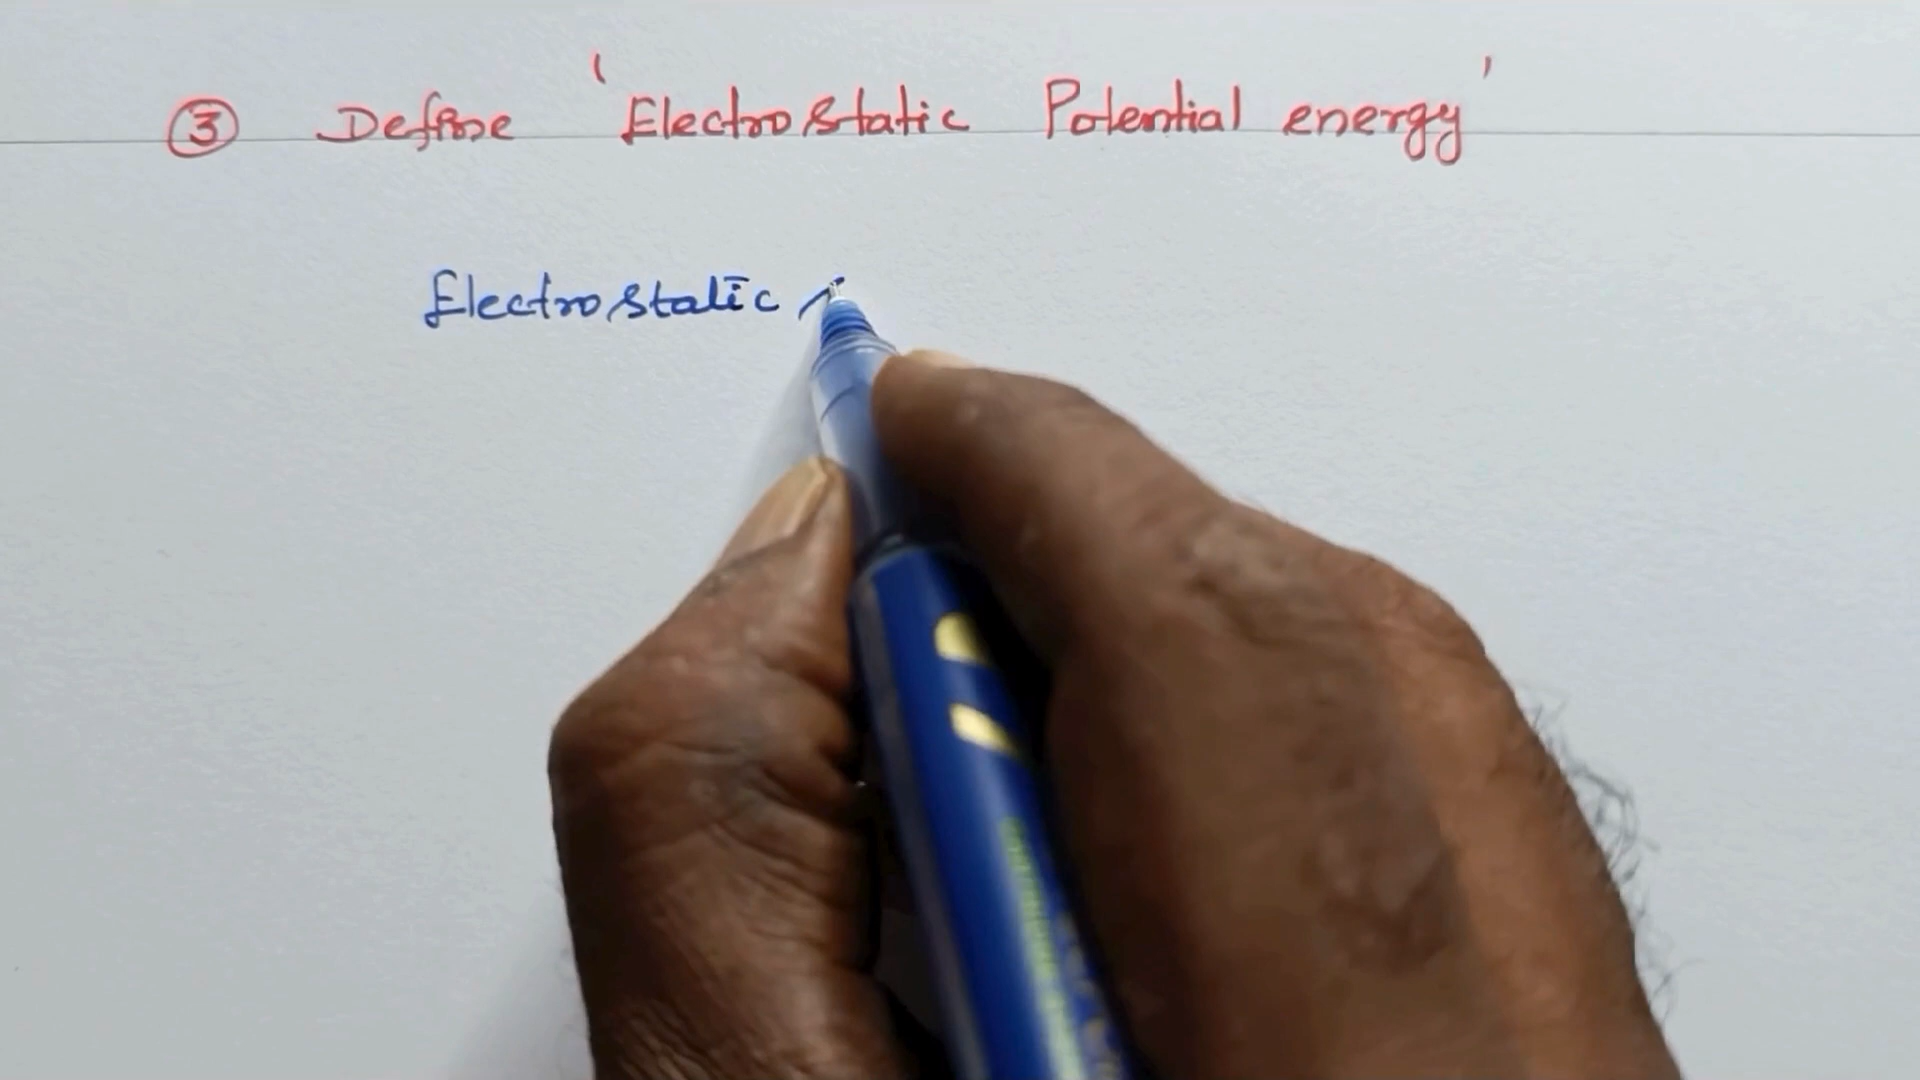 ③ Define 'Electrostatic Potential energy'
Electrostatic